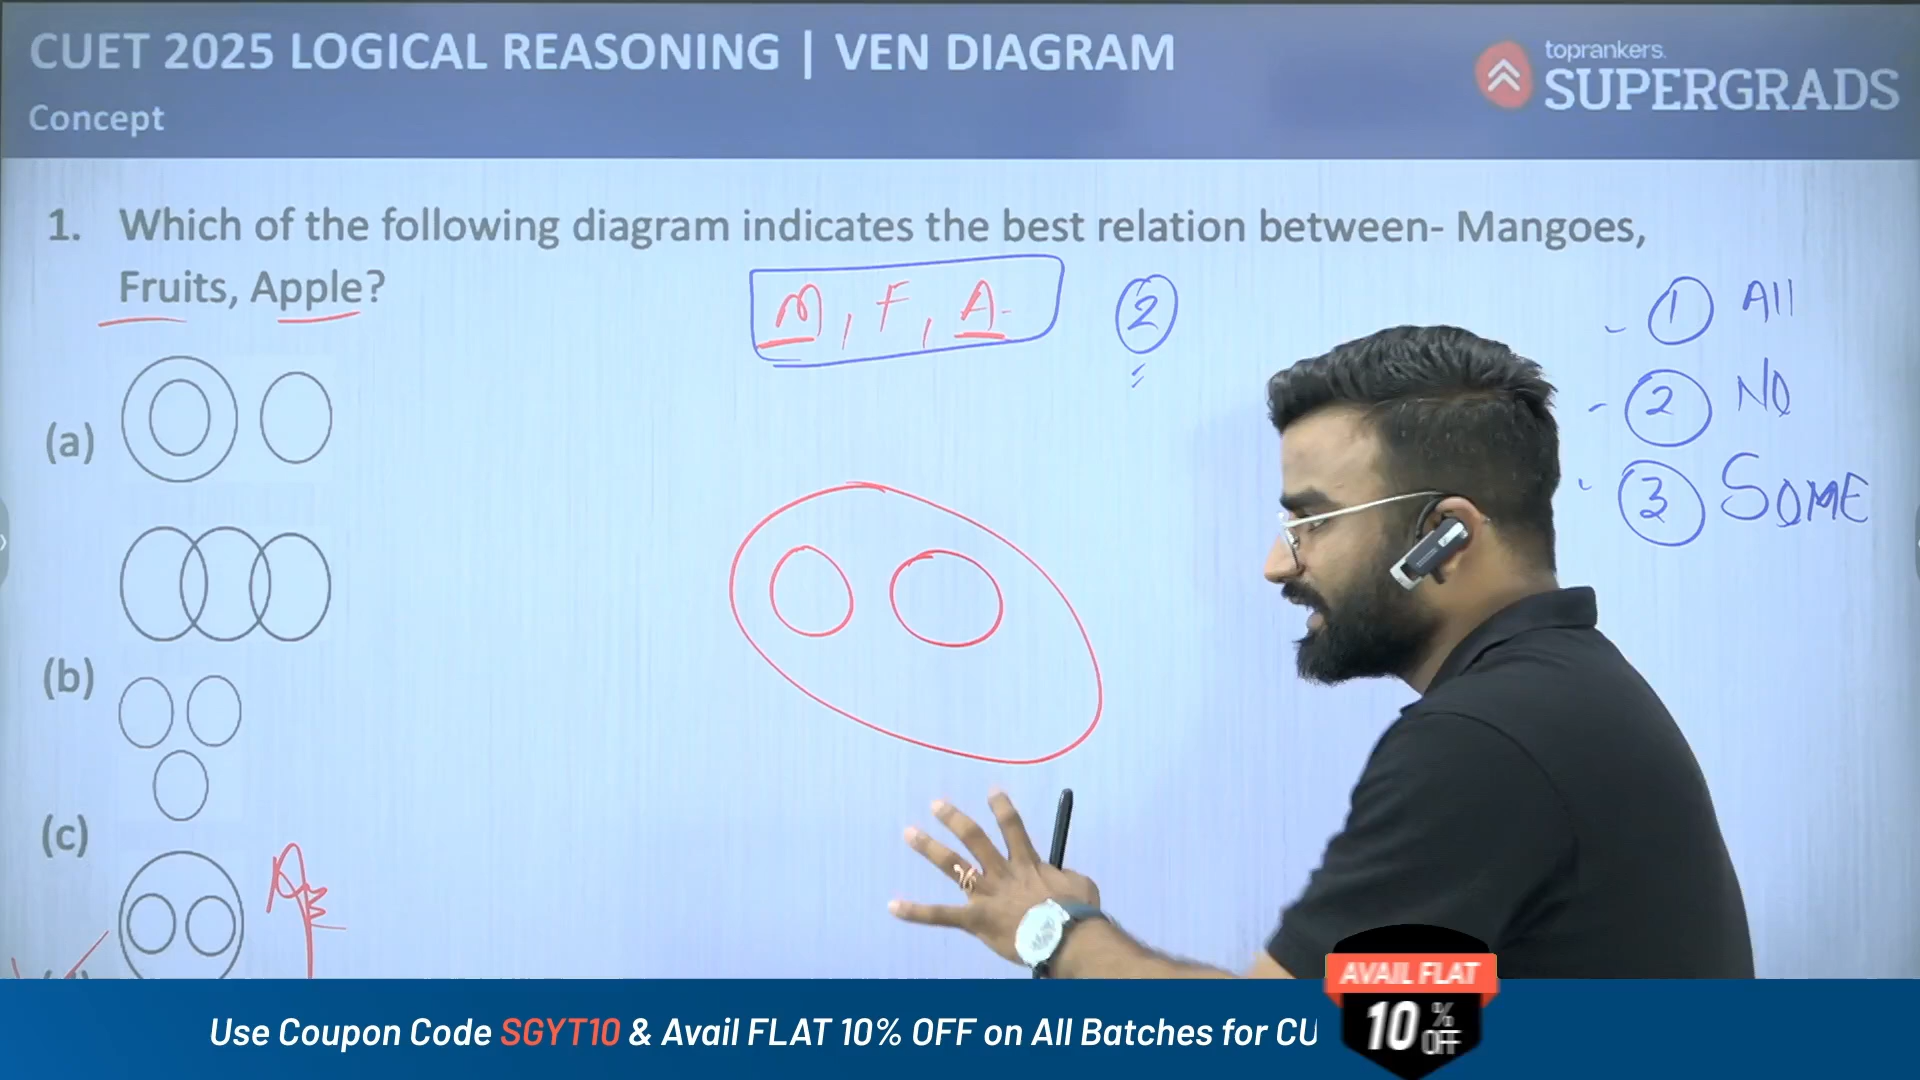 CUET 2025 LOGICAL REASONING | VEN DIAGRAM
Concept
toprankers.
SUPERGRADS
1. Which of the following diagram indicates the best relation between- Mangoes,
Fruits, Apple?
M, F, A
2
1 All
2 NO
3 SOME
(a)
(b)
(c)
Use Coupon Code SGYT10 & Avail FLAT 10% OFF on All Batches for CU
AVAIL FLAT
10 % OFF